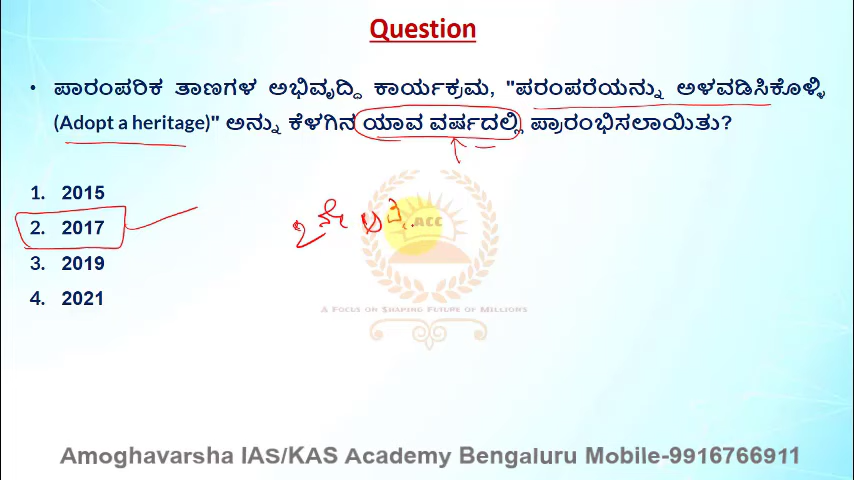 Question
• ಪಾರಂಪರಿಕ ತಾಣಗಳ ಅಭಿವೃದ್ಧಿ ಕಾರ್ಯಕ್ರಮ, "ಪರಂಪರೆಯನ್ನು ಅಳವಡಿಸಿಕೊಳ್ಳಿ
(Adopt a heritage)" ಅನ್ನು ಕೆಳಗಿನ ಯಾವ ವರ್ಷದಲ್ಲಿ ಪ್ರಾರಂಭಿಸಲಾಯಿತು?
1. 2015
2. 2017
3. 2019
4. 2021
ACC
A Focus on Shaping Future of Millions
Amoghavarsha IAS/KAS Academy Bengaluru Mobile-9916766911